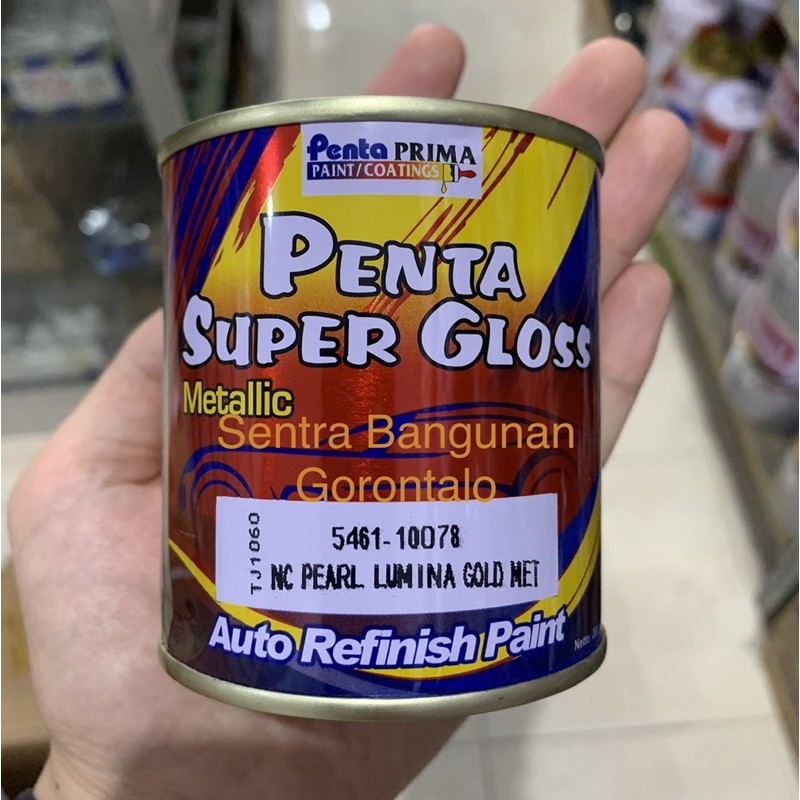 Penta PRIMA
PAINT/COATINGS
PENTA
SUPER GLOSS
Metallic
Sentra Bangunan
Gorontalo
TJ1060
5461-10078
NC PEARL LUMINA GOLD MET
Auto Refinish Paint
Netto